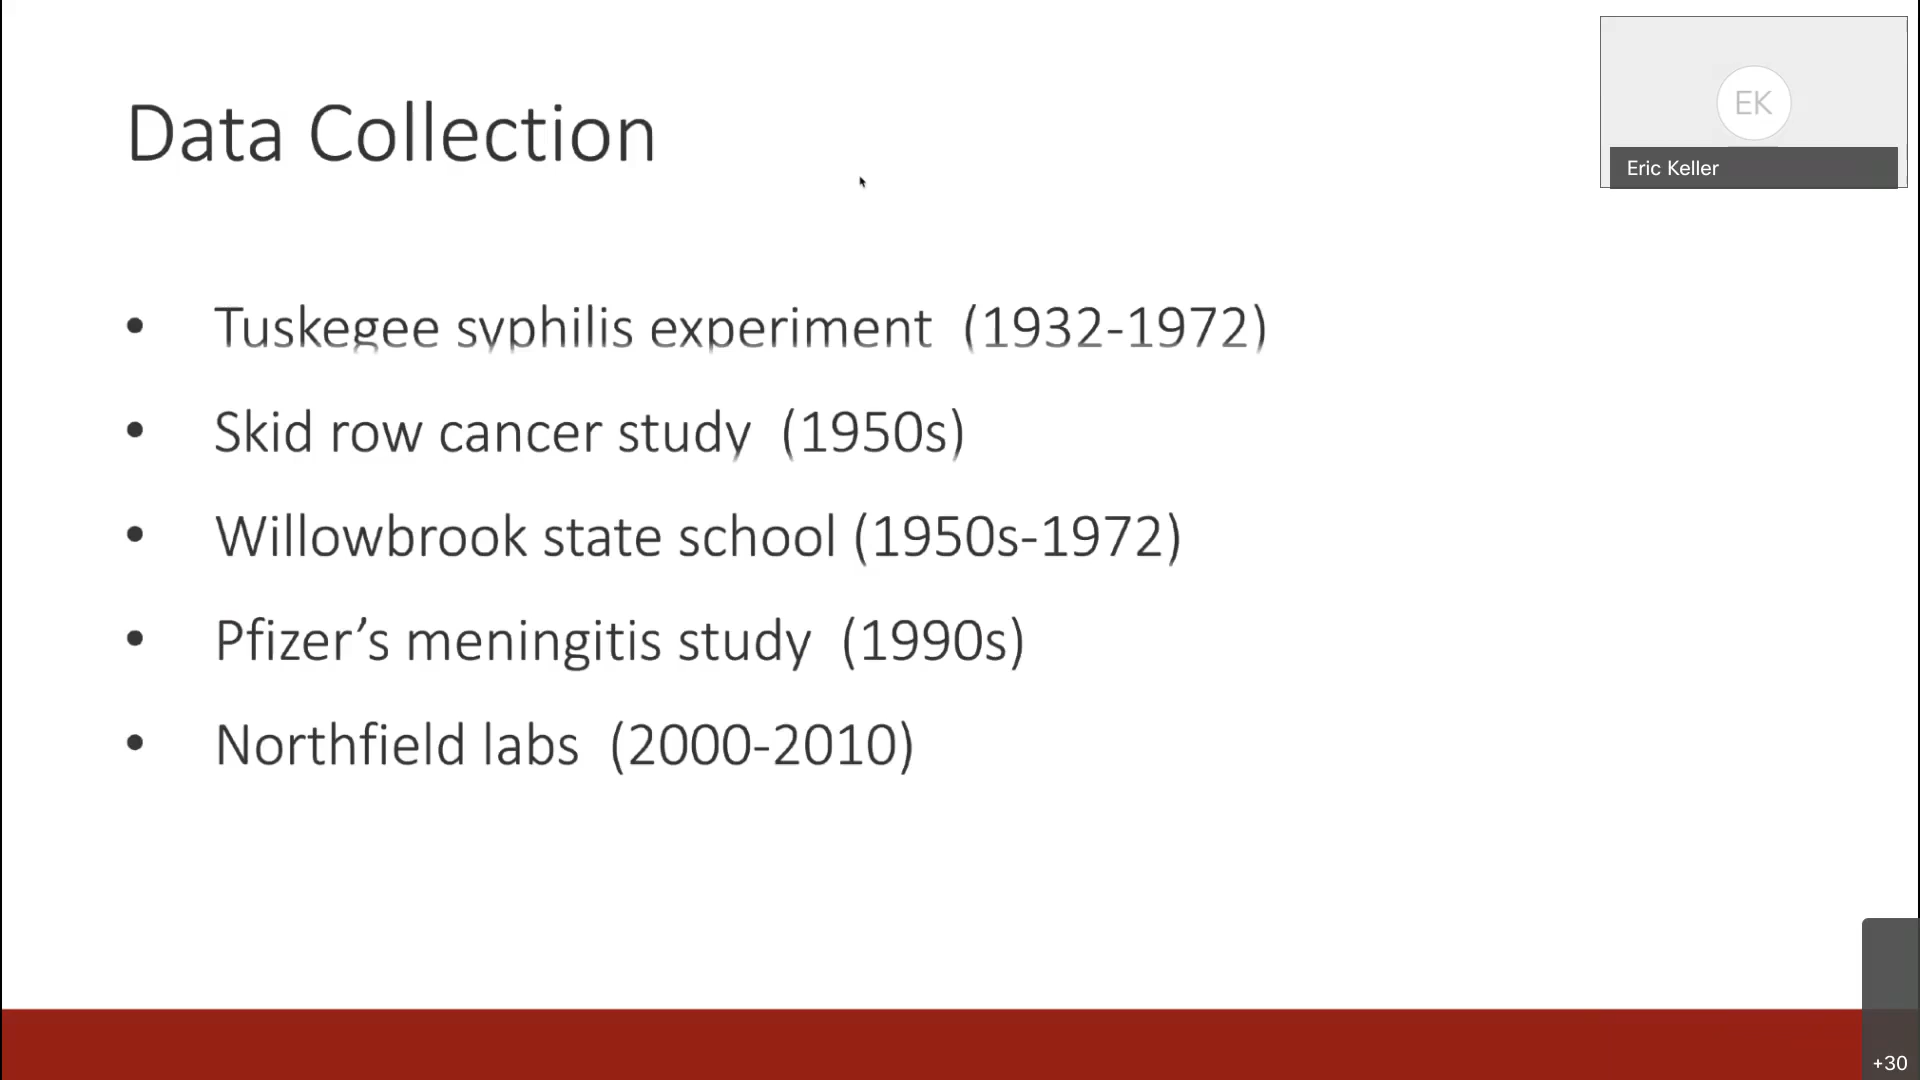 Data Collection
EK
Eric Keller
• Tuskegee syphilis experiment (1932-1972)
• Skid row cancer study (1950s)
• Willowbrook state school (1950s-1972)
• Pfizer’s meningitis study (1990s)
• Northfield labs (2000-2010)
+30